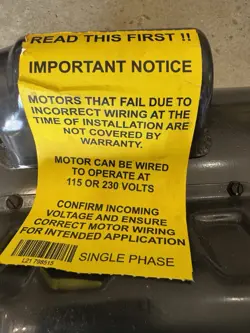 READ THIS FIRST !!
IMPORTANT NOTICE
MOTORS THAT FAIL DUE TO
INCORRECT WIRING AT THE
TIME OF INSTALLATION ARE
NOT COVERED BY
WARRANTY.
MOTOR CAN BE WIRED
TO OPERATE AT
115 OR 230 VOLTS
CONFIRM INCOMING
VOLTAGE AND ENSURE
CORRECT MOTOR WIRING
FOR INTENDED APPLICATION
L21 798515
SINGLE PHASE